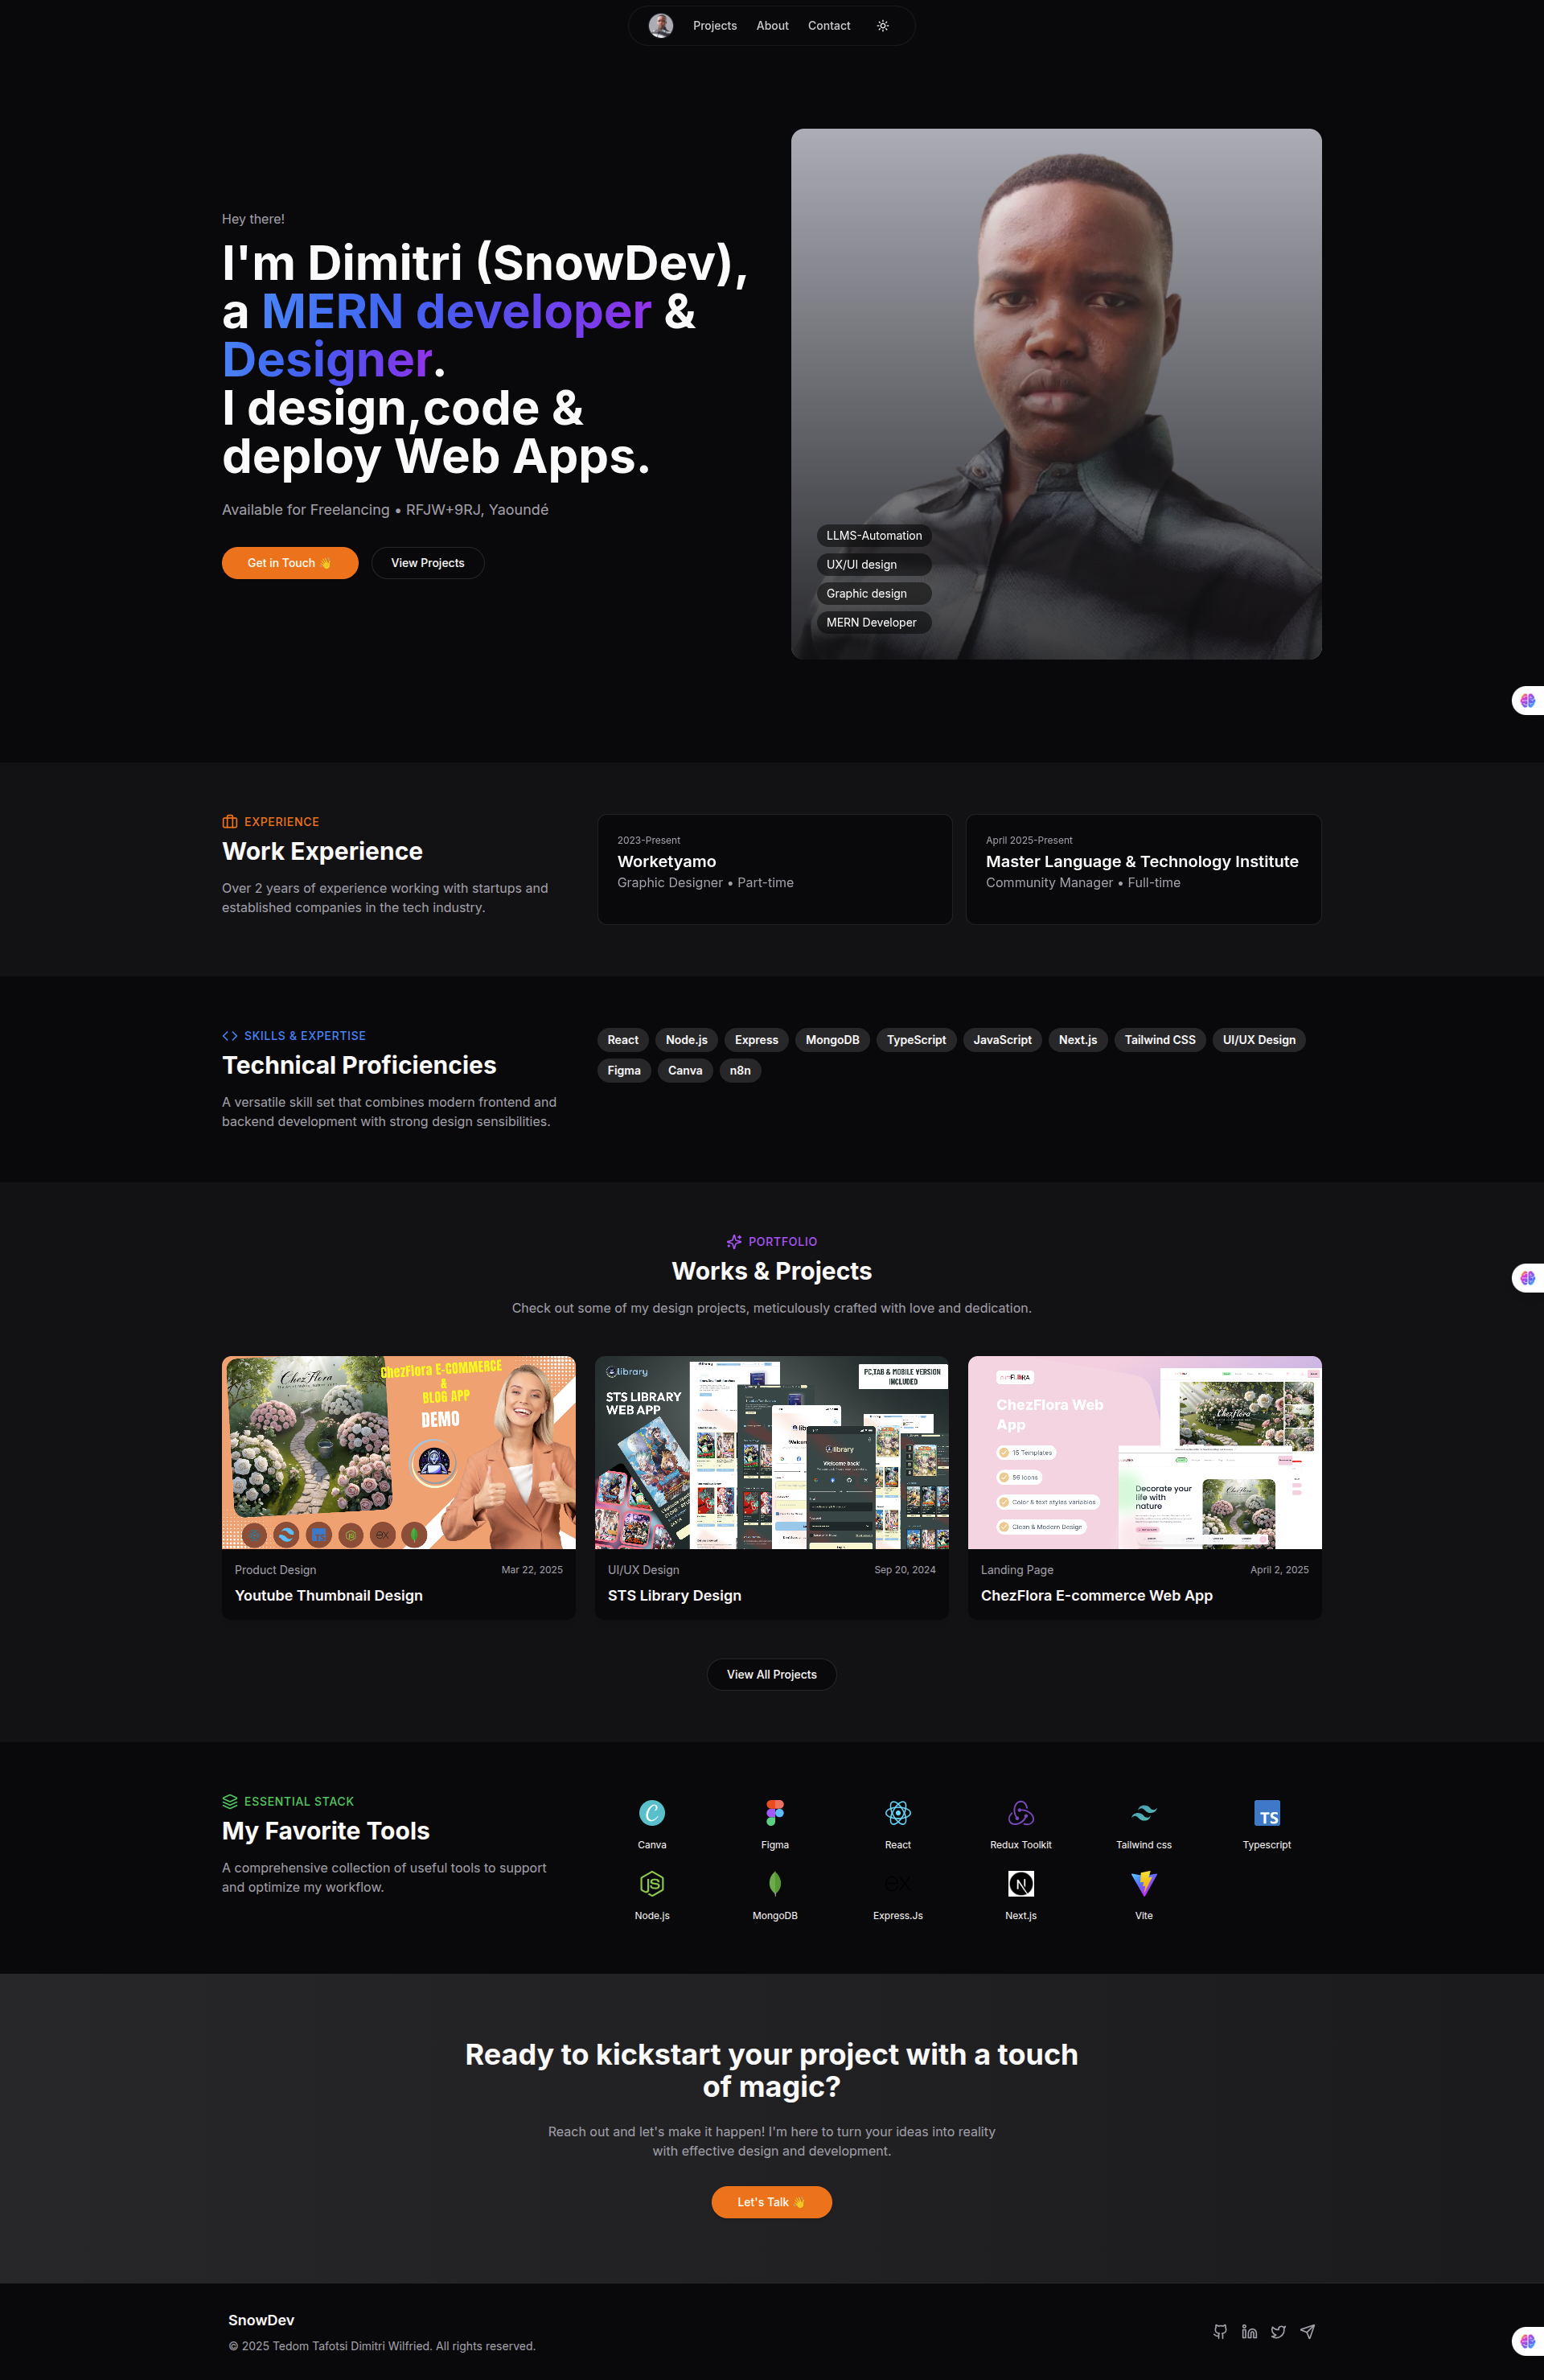 Projects
About
Contact
Hey there!
I'm Dimitri (SnowDev),
a MERN developer &
Designer.
I design,code &
deploy Web Apps.
Available for Freelancing • RFJW+9RJ, Yaoundé
Get in Touch 👋
View Projects
LLMS-Automation
UX/UI design
Graphic design
MERN Developer
EXPERIENCE
Work Experience
Over 2 years of experience working with startups and
established companies in the tech industry.
2023-Present
Worketyamo
Graphic Designer • Part-time
April 2025-Present
Master Language & Technology Institute
Community Manager • Full-time
SKILLS & EXPERTISE
Technical Proficiencies
A versatile skill set that combines modern frontend and
backend development with strong design sensibilities.
React
Node.js
Express
MongoDB
TypeScript
JavaScript
Next.js
Tailwind CSS
UI/UX Design
Figma
Canva
n8n
PORTFOLIO
Works & Projects
Check out some of my design projects, meticulously crafted with love and dedication.
ChezFlora
ChezFlora E-COMMERCE
&
BLOG APP
DEMO
Product Design
Mar 22, 2025
Youtube Thumbnail Design
library
STS LIBRARY
WEB APP
PC,TAB & MOBILE VERSION
INCLUDED
library
Welcome back!
UI/UX Design
Sep 20, 2024
STS Library Design
FLORA
ChezFlora Web
App
15 Templates
56 Icons
Color & text styles variables
Clean & Modern Design
ChezFlora
Decorate your
life with
nature
Landing Page
April 2, 2025
ChezFlora E-commerce Web App
View All Projects
ESSENTIAL STACK
My Favorite Tools
A comprehensive collection of useful tools to support
and optimize my workflow.
Canva
Figma
React
Redux Toolkit
Tailwind css
TS
Typescript
Node.js
MongoDB
ex
Express.Js
Next.js
Vite
Ready to kickstart your project with a touch
of magic?
Reach out and let's make it happen! I'm here to turn your ideas into reality
with effective design and development.
Let's Talk 👋
SnowDev
© 2025 Tedom Tafotsi Dimitri Wilfried. All rights reserved.